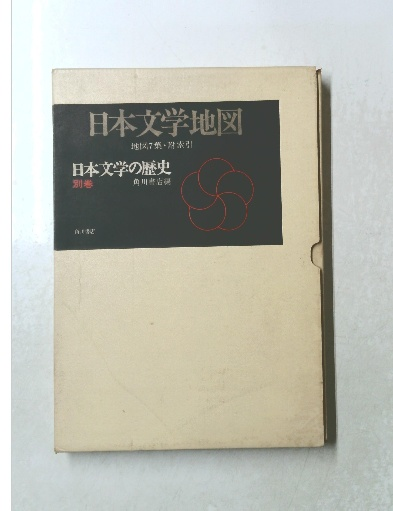 日本文学地図
地図7葉・附索引
日本文学の歴史
別巻
角川書店編
角川書店